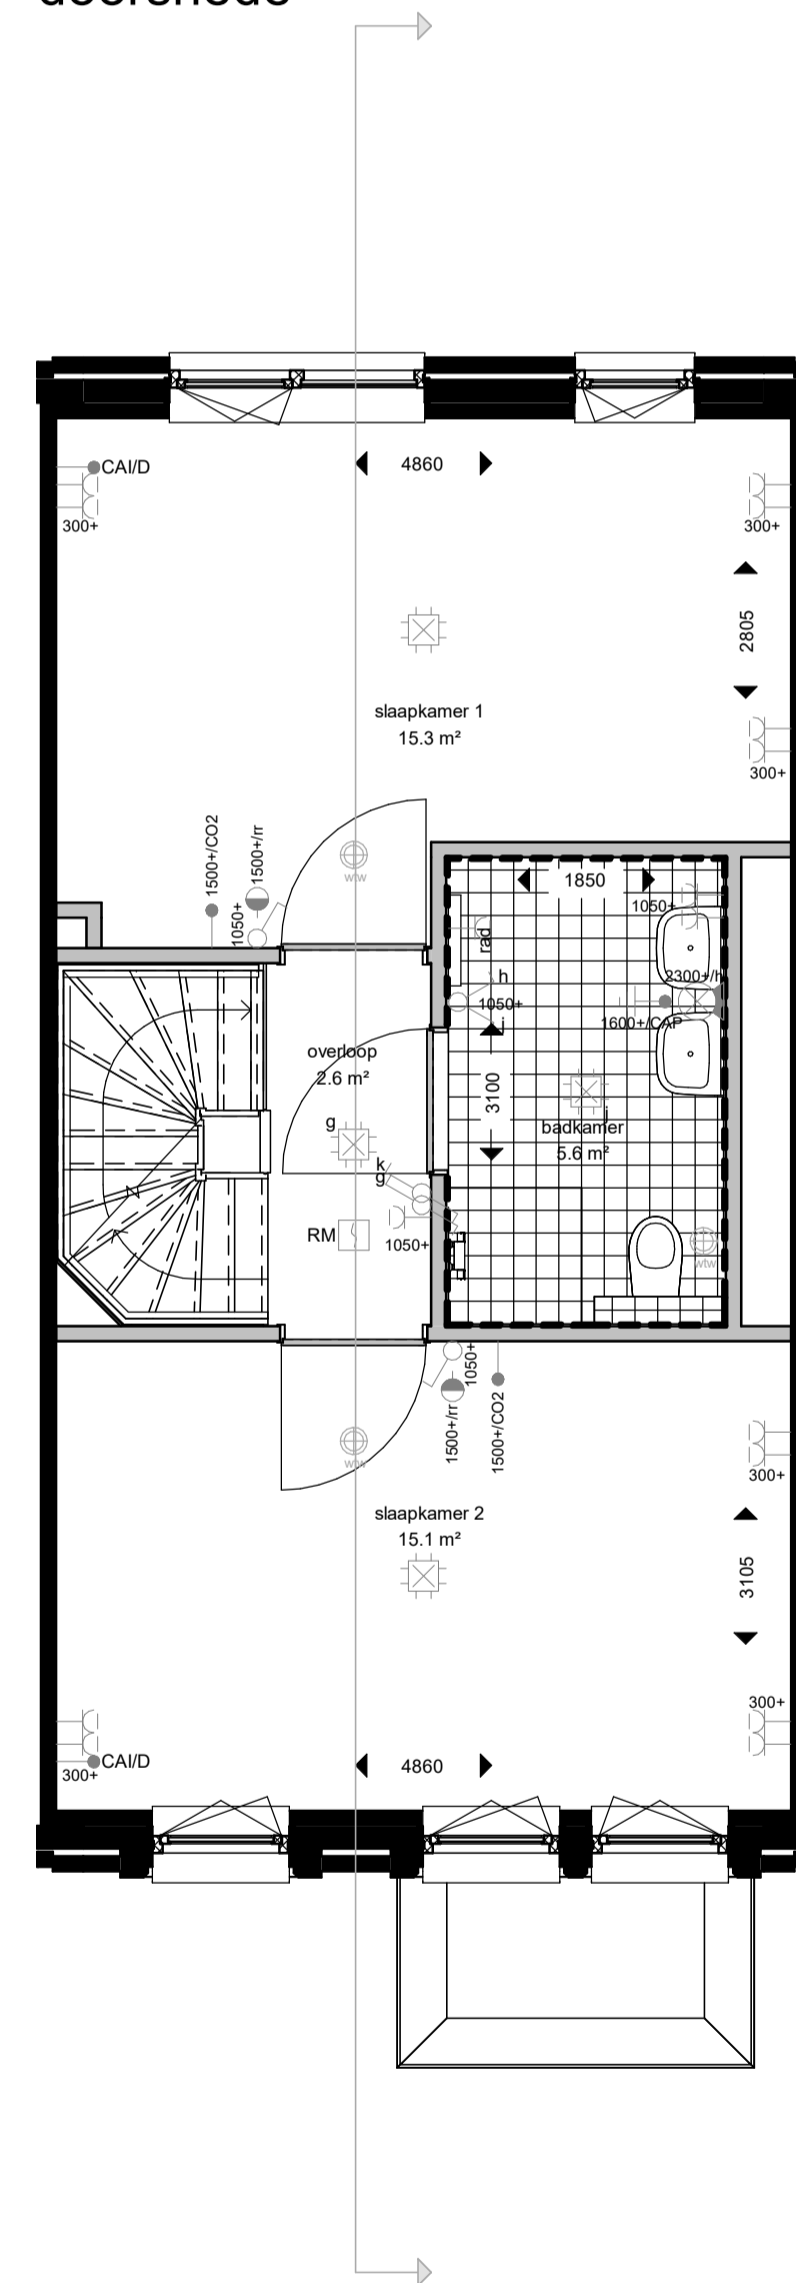 doorsnede
CAI/D
300+
4860
300+
2805
slaapkamer 1
15.3 m²
300+
1500+/CO2
1500+/rr
1050+
wtw
1850
1050+
rad
h
1050+
j
2300+/h
1600+/CAP
overloop
2.6 m²
3100
g
j
badkamer
5.6 m²
k
g
RM
1050+
wtw
N
1050+
1500+/rr
1500+/CO2
wtw
300+
slaapkamer 2
15.1 m²
3105
300+
CAI/D
300+
4860